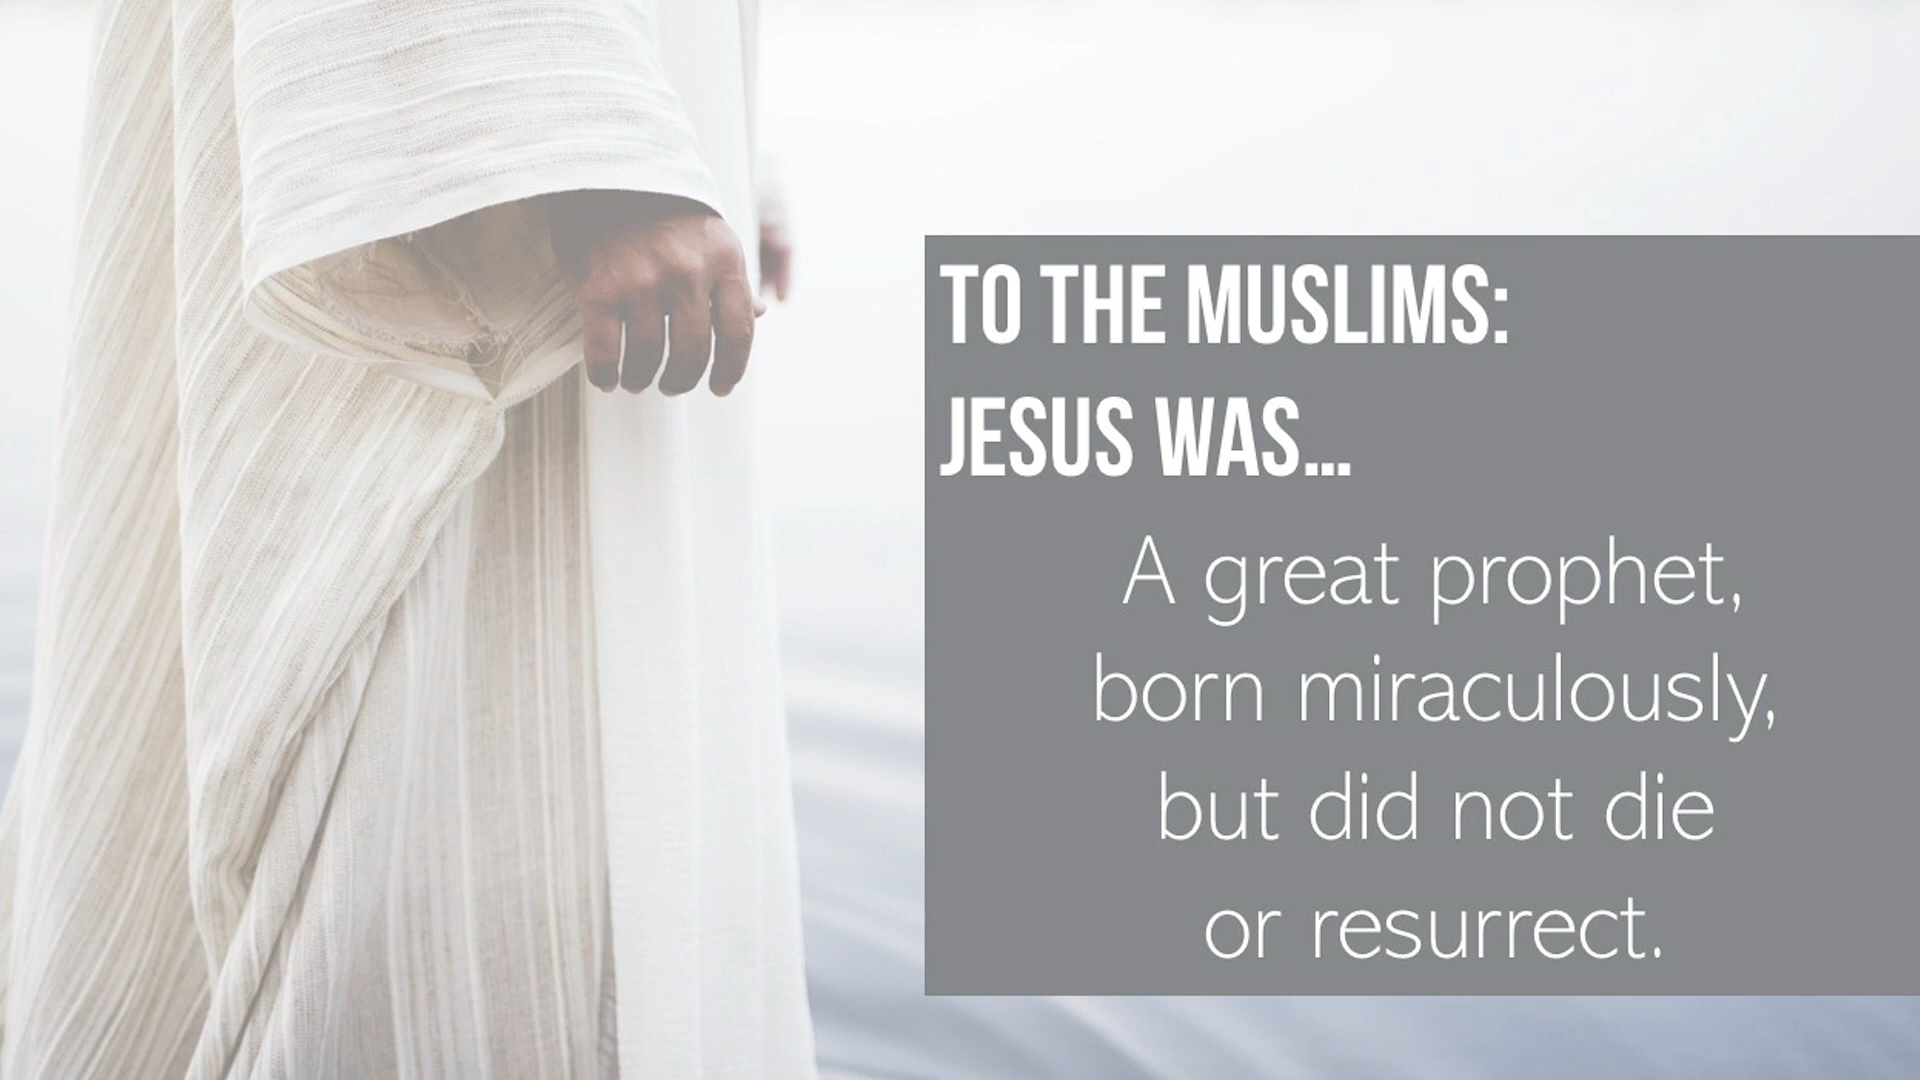 TO THE MUSLIMS:
JESUS WAS...
A great prophet,
born miraculously,
but did not die
or resurrect.